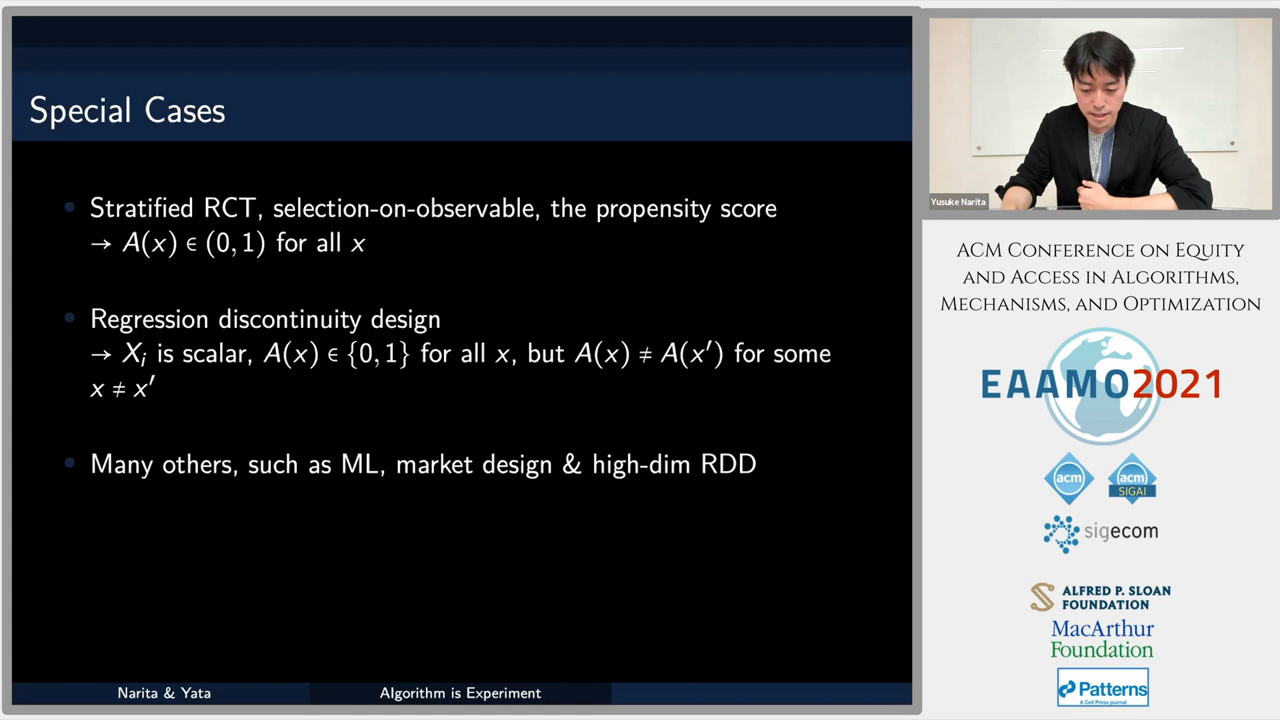 Special Cases
Stratified RCT, selection-on-observable, the propensity score
→ A(x) ∈ (0, 1) for all x
Regression discontinuity design
→ Xᵢ is scalar, A(x) ∈ {0, 1} for all x, but A(x) ≠ A(x′) for some
x ≠ x′
Many others, such as ML, market design & high-dim RDD
Narita & Yata
Algorithm is Experiment
Yusuke Narita
ACM Conference on Equity
and Access in Algorithms,
Mechanisms, and Optimization
EAAMO2021
acm
acm
SIGAI
sigecom
ALFRED P. SLOAN
FOUNDATION
MacArthur
Foundation
Patterns
A Cell Press journal